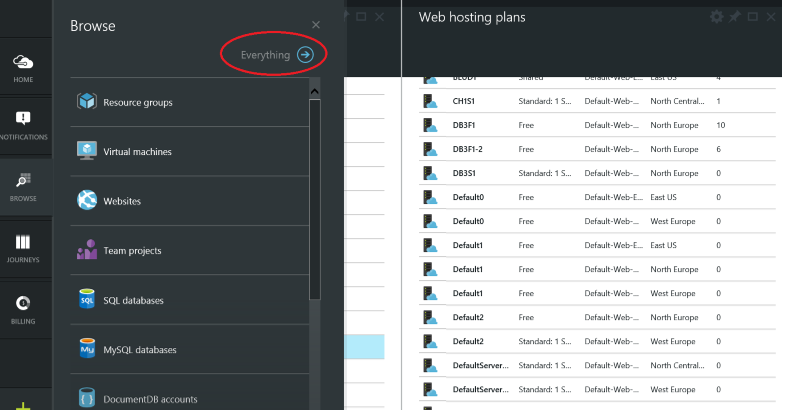 HOME
NOTIFICATIONS
BROWSE
JOURNEYS
BILLING
Browse
Everything
Resource groups
Virtual machines
Websites
Team projects
SQL databases
MySQL databases
DocumentDB accounts
Web hosting plans
Shared Default-Web-E... East US 4
CH1S1 Standard: 1 S... Default-Web-... North Central... 1
DB3F1 Free Default-Web-... North Europe 10
DB3F1-2 Free Default-Web-... North Europe 6
DB3S1 Standard: 1 S... Default-Web-... North Europe 0
Default0 Free Default-Web-E... East US 0
Default0 Free Default-Web-... West Europe 0
Default1 Free Default-Web-E... East US 0
Default1 Free Default-Web-... North Europe 0
Default1 Free Default-Web-... West Europe 0
Default2 Free Default-Web-... North Europe 0
Default2 Standard: 1 S... Default-Web-... West Europe 0
DefaultServer... Standard: 1 S... Default-Web-... North Central... 0
DefaultServer... Standard: 1 S... Default-Web-... West Europe 0